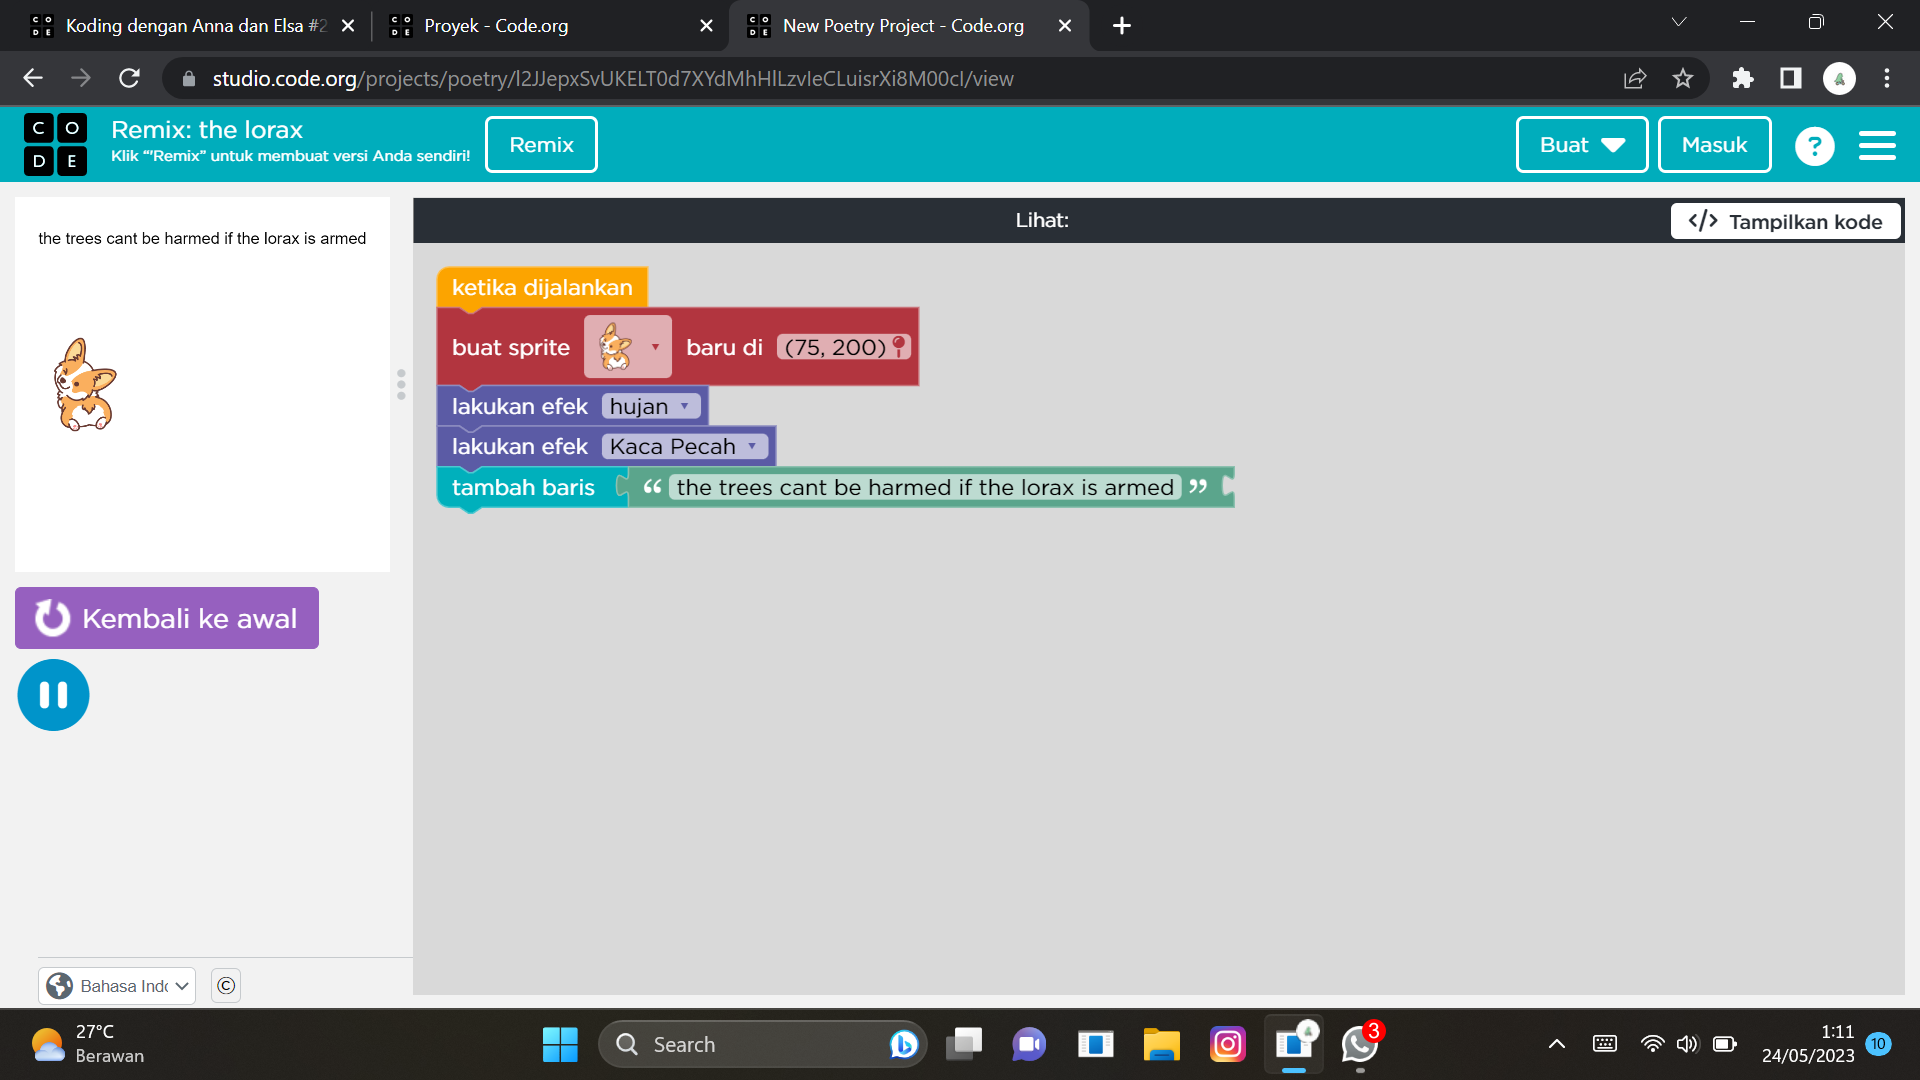 Koding dengan Anna dan Elsa #2
Proyek - Code.org
New Poetry Project - Code.org
studio.code.org/projects/poetry/l2JJepxSvUKELT0d7XYdMhHlLzvIeCLuisrXi8M00cI/view
CODE
Remix: the lorax
Klik “"Remix" untuk membuat versi Anda sendiri!
Remix
Buat
Masuk
?
the trees cant be harmed if the lorax is armed
Lihat:
</> Tampilkan kode
ketika dijalankan
buat sprite baru di (75, 200)
lakukan efek hujan
lakukan efek Kaca Pecah
tambah baris “ the trees cant be harmed if the lorax is armed ”
Kembali ke awal
Bahasa Indo
©
27°C
Berawan
Search
3
1:11
24/05/2023
10